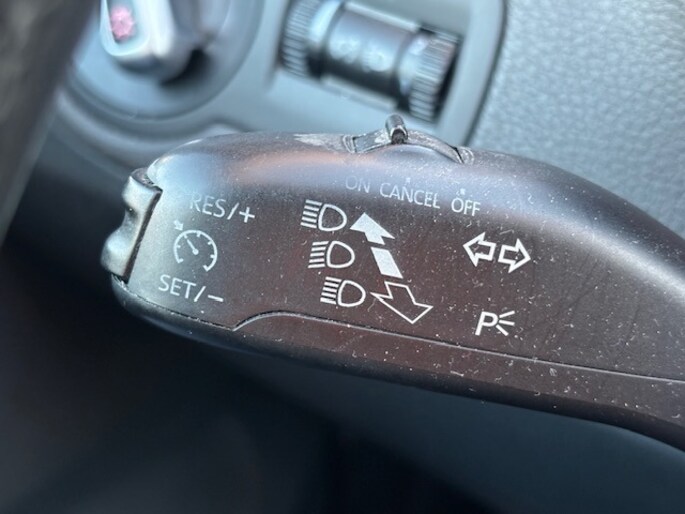 ON CANCEL OFF
RES/+
SET/-
P